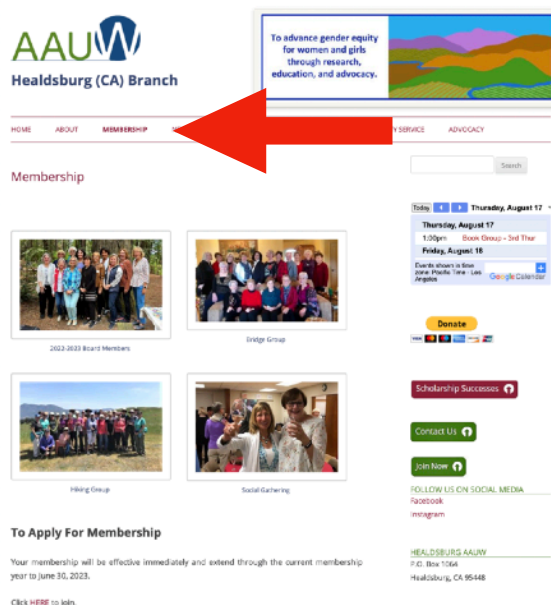 AAUW
Healdsburg (CA) Branch
To advance gender equity
for women and girls
through research,
education, and advocacy.
HOME ABOUT MEMBERSHIP SERVICE ADVOCACY
Search
Membership
Today Thursday, August 17
Thursday, August 17
1:00pm Book Group - 3rd Thur
Friday, August 18
Events shown in time
zone: Pacific Time - Los
Angeles
Google Calendar
Donate
2022-2023 Board Members
Bridge Group
Scholarship Successes
Contact Us
Join Now
Hiking Group
Social Gathering
FOLLOW US ON SOCIAL MEDIA
Facebook
Instagram
To Apply For Membership
Your membership will be effective immediately and extend through the current membership
year to June 30, 2023.
Click HERE to join.
HEALDSBURG AAUW
P.O. Box 1064
Healdsburg, CA 95448